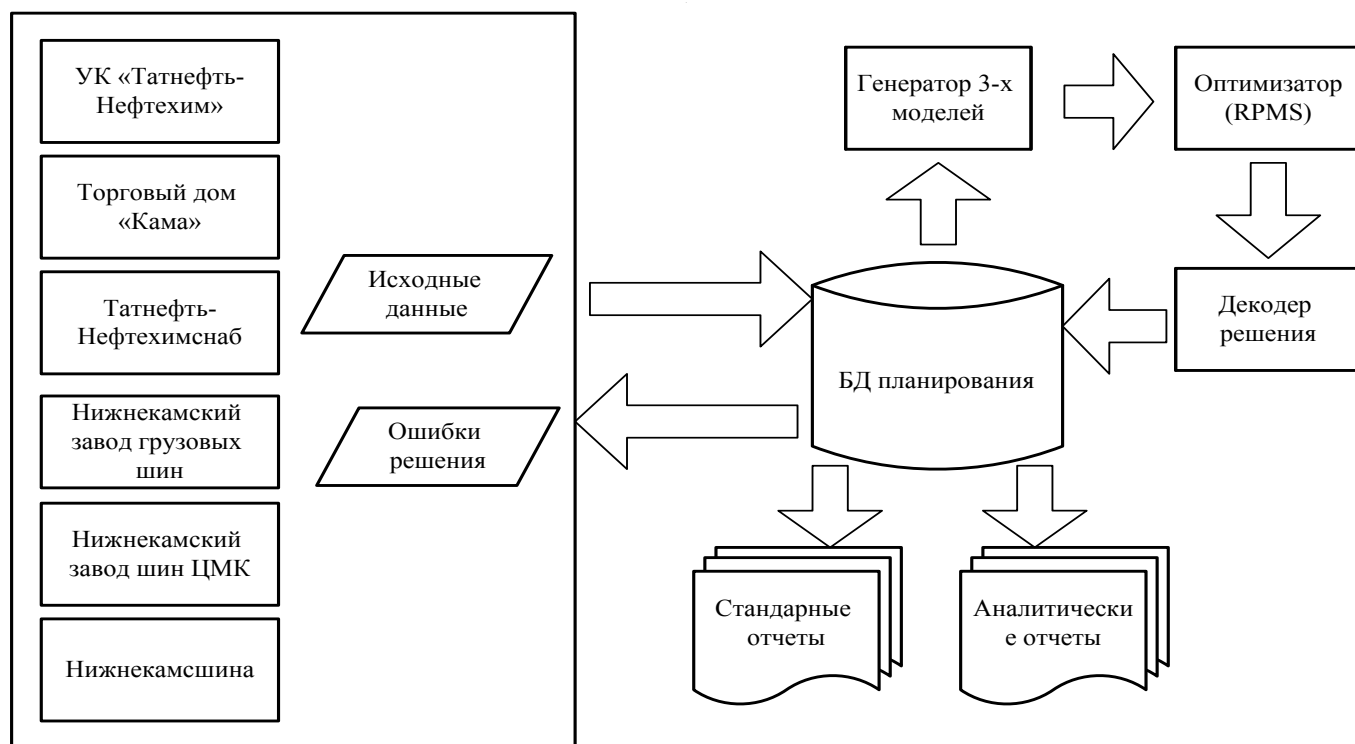 УК «Татнефть-
Нефтехим»
Торговый дом
«Кама»
Татнефть-
Нефтехимснаб
Нижнекамский
завод грузовых
шин
Нижнекамский
завод шин ЦМК
Нижнекамсшина
Исходные
данные
Ошибки
решения
Генератор 3-х
моделей
Оптимизатор
(RPMS)
Декодер
решения
БД планирования
Стандарные
отчеты
Аналитически
е отчеты